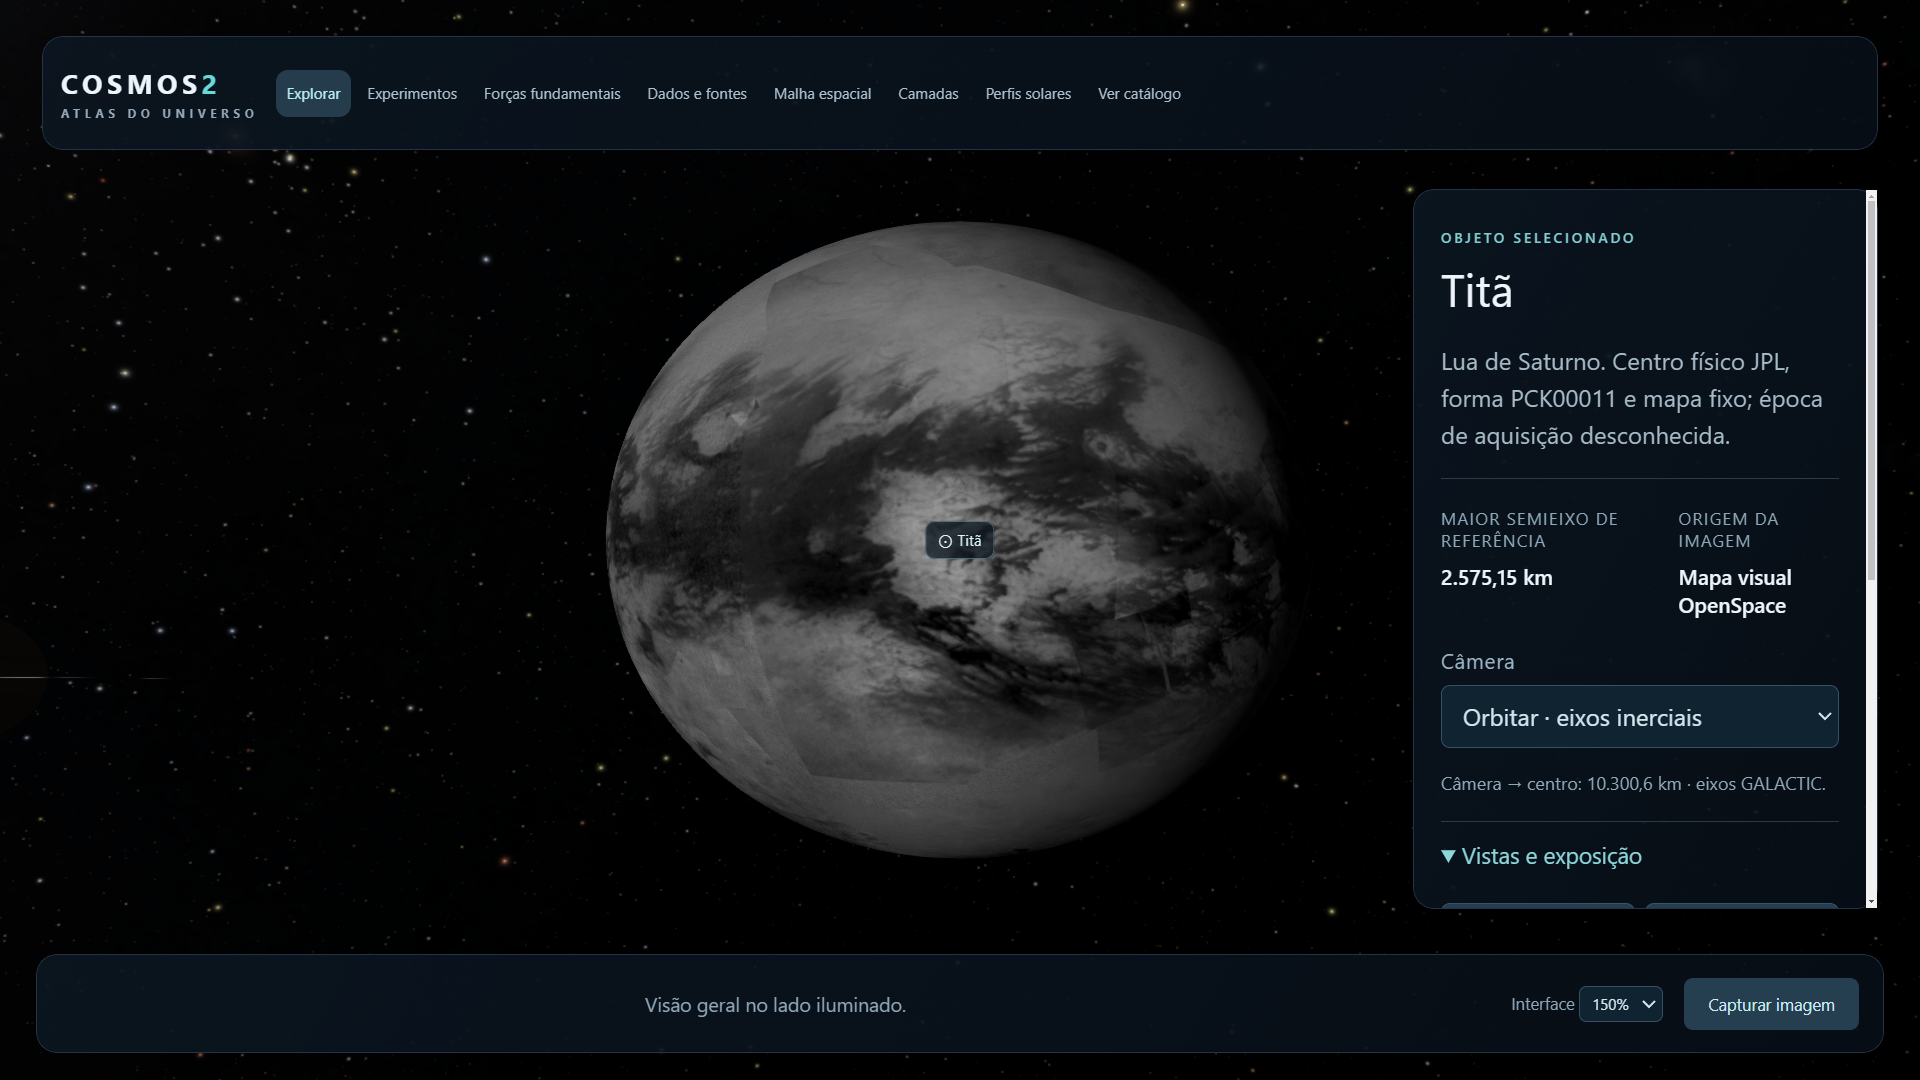 COSMOS2
ATLAS DO UNIVERSO
Explorar
Experimentos
Forças fundamentais
Dados e fontes
Malha espacial
Camadas
Perfis solares
Ver catálogo
OBJETO SELECIONADO
Titã
Lua de Saturno. Centro físico JPL,
forma PCK00011 e mapa fixo; época
de aquisição desconhecida.
MAIOR SEMIEIXO DE
REFERÊNCIA
2.575,15 km
ORIGEM DA
IMAGEM
Mapa visual
OpenSpace
Câmera
Orbitar · eixos inerciais
Câmera → centro: 10.300,6 km · eixos GALACTIC.
▼ Vistas e exposição
Titã
Visão geral no lado iluminado.
Interface
150%
Capturar imagem